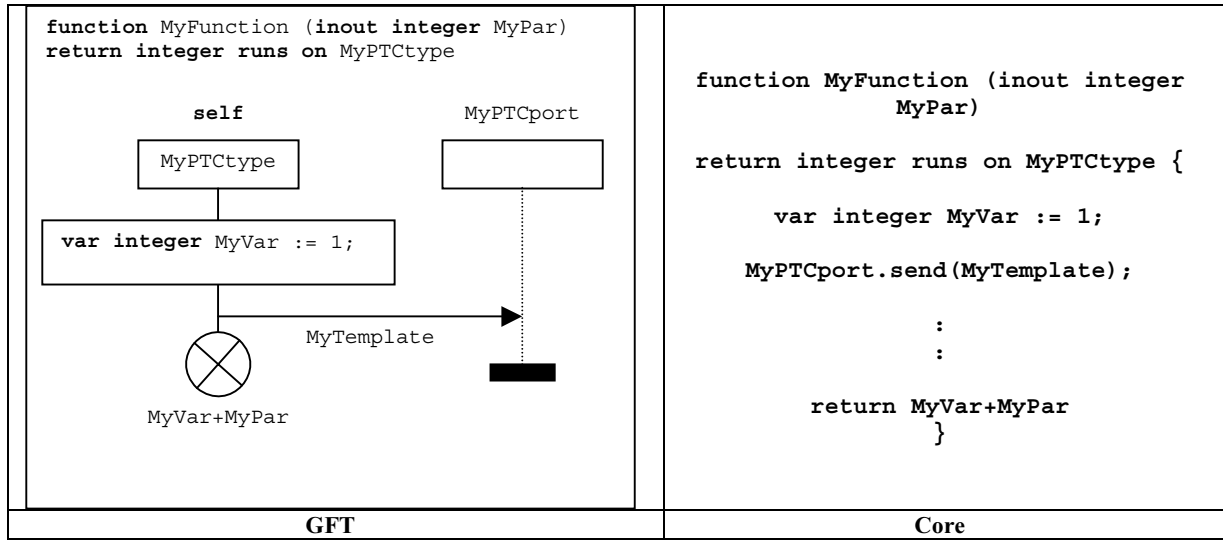 function MyFunction (inout integer MyPar)
return integer runs on MyPTCtype
self
MyPTCport
MyPTCtype
var integer MyVar := 1;
MyTemplate
MyVar+MyPar
GFT
function MyFunction (inout integer
MyPar)
return integer runs on MyPTCtype {
var integer MyVar := 1;
MyPTCport.send(MyTemplate);
:
:
return MyVar+MyPar
}
Core